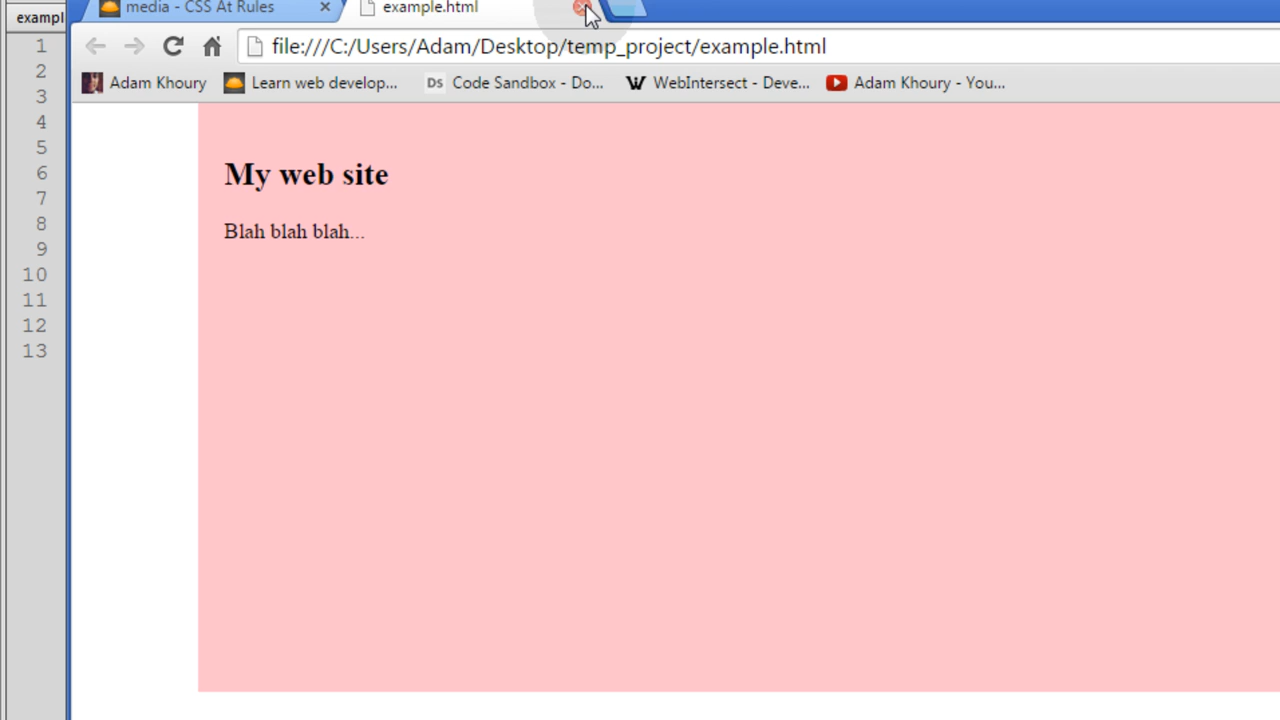 media - CSS At Rules
example.html
exampl
file:///C:/Users/Adam/Desktop/temp_project/example.html
Adam Khoury
Learn web develop...
DS Code Sandbox - Do...
W WebIntersect - Deve...
Adam Khoury - You...
1
2
3
4
5
6
7
8
9
10
11
12
13
My web site
Blah blah blah...